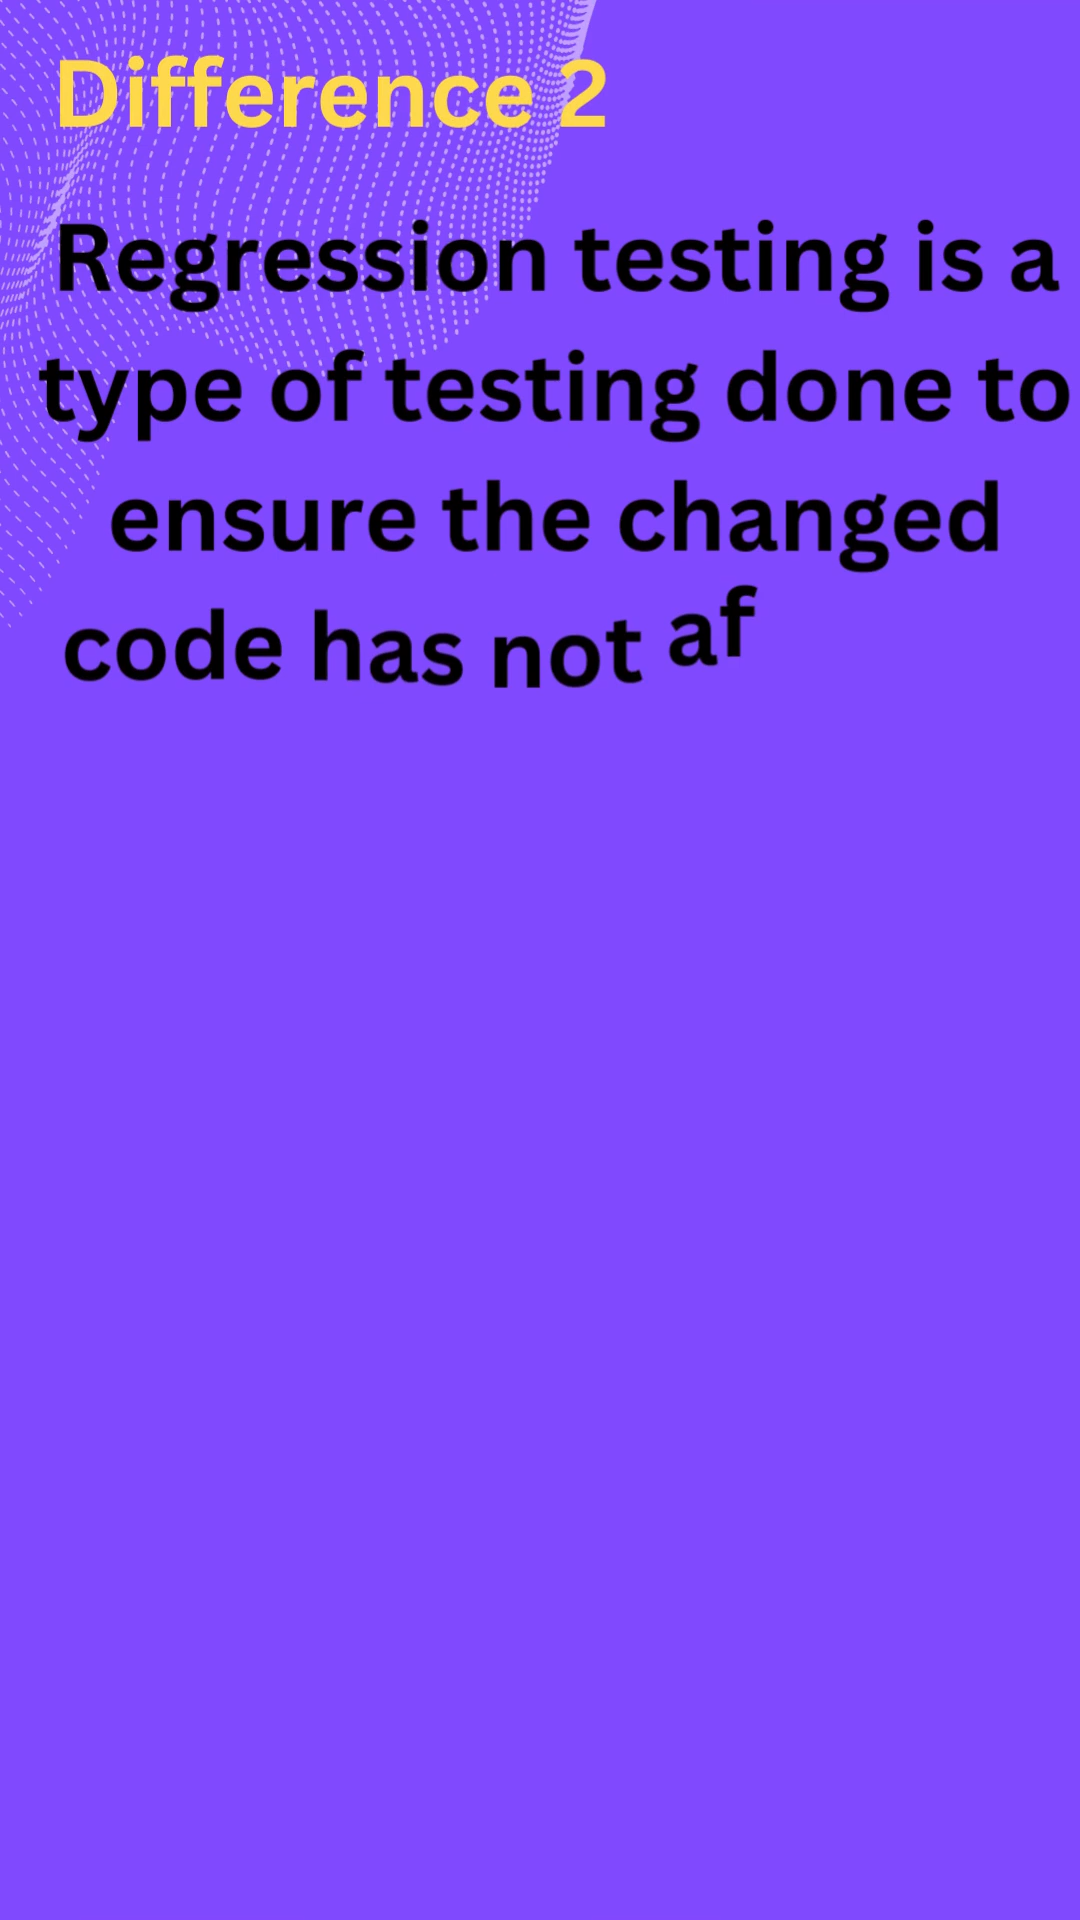 Difference 2
Regression testing is a
type of testing done to
ensure the changed
code has not af